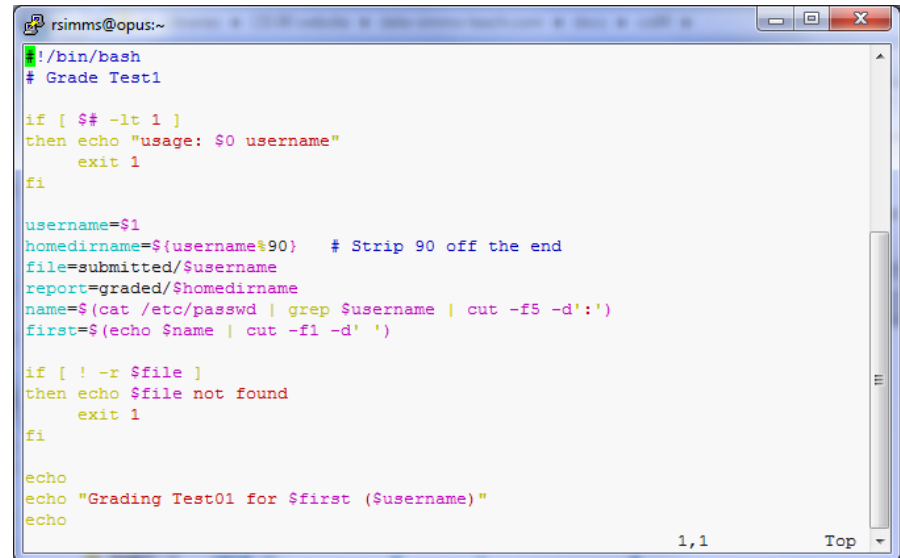 rsimms@opus:~
#!/bin/bash
# Grade Test1
if [ $# -lt 1 ]
then echo "usage: $0 username"
     exit 1
fi
username=$1
homedirname=${username%90}   # Strip 90 off the end
file=submitted/$username
report=graded/$homedirname
name=$(cat /etc/passwd | grep $username | cut -f5 -d':')
first=$(echo $name | cut -f1 -d' ')
if [ ! -r $file ]
then echo $file not found
     exit 1
fi
echo
echo "Grading Test01 for $first ($username)"
echo
1,1 Top